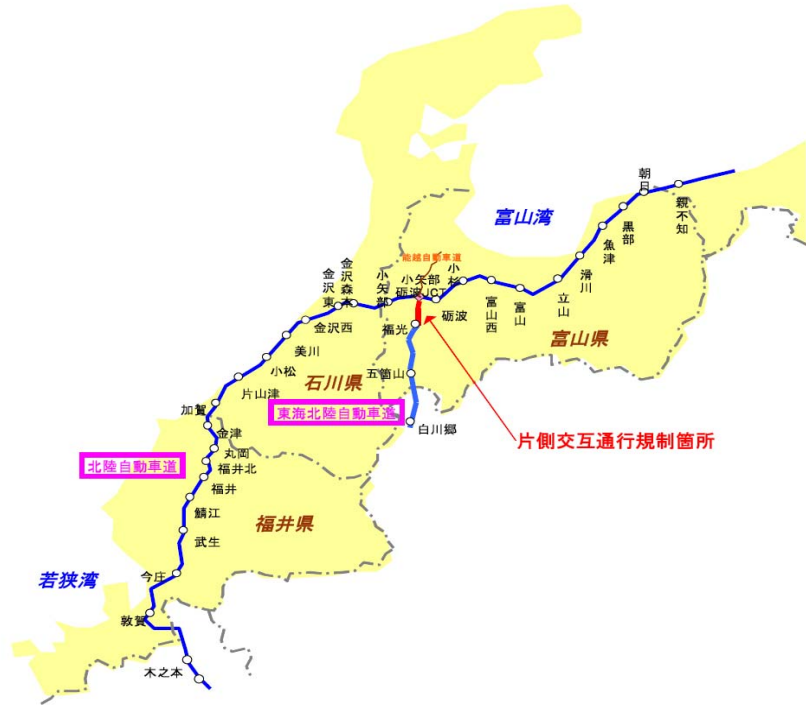 富山湾
朝日
親不知
黒部
魚津
滑川
立山
富山
富山西
小杉
能越自動車道
小矢部
砺波JCT
砺波
小矢部
金沢森本
金沢東
金沢西
美川
小松
片山津
加賀
金津
丸岡
福井北
福井
鯖江
武生
今庄
敦賀
木之本
福光
五箇山
白川郷
富山県
石川県
福井県
東海北陸自動車道
北陸自動車道
片側交互通行規制箇所
若狭湾